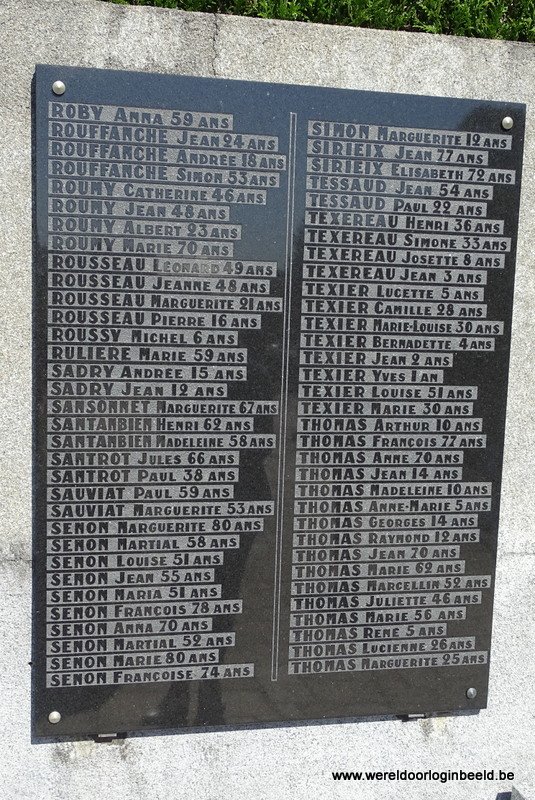 ROBY ANNA 59 ANS
ROUFFANCHE JEAN 24 ANS
ROUFFANCHE ANDRÉE 18 ANS
ROUFFANCHE SIMON 53 ANS
ROUMY CATHERINE 46 ANS
ROUMY JEAN 48 ANS
ROUMY ALBERT 23 ANS
ROUMY MARIE 70 ANS
ROUSSEAU LÉONARD 49 ANS
ROUSSEAU JEANNE 48 ANS
ROUSSEAU MARGUERITE 21 ANS
ROUSSEAU PIERRE 16 ANS
ROUSSY MICHEL 6 ANS
RULIERE MARIE 59 ANS
SADRY ANDRÉE 15 ANS
SADRY JEAN 12 ANS
SANSONNET MARGUERITE 67 ANS
SANTANBIEN HENRI 62 ANS
SANTANBIEN MADELEINE 58 ANS
SANTROT JULES 66 ANS
SANTROT PAUL 38 ANS
SAUVIAT PAUL 59 ANS
SAUVIAT MARGUERITE 53 ANS
SENON MARGUERITE 80 ANS
SENON MARTIAL 58 ANS
SENON LOUISE 51 ANS
SENON JEAN 55 ANS
SENON MARIA 51 ANS
SENON FRANÇOIS 78 ANS
SENON ANNA 70 ANS
SENON MARTIAL 52 ANS
SENON MARIE 80 ANS
SENON FRANÇOISE 74 ANS
SIMON MARGUERITE 12 ANS
SIRIEIX JEAN 77 ANS
SIRIEIX ELISABETH 72 ANS
TESSAUD JEAN 54 ANS
TESSAUD PAUL 22 ANS
TEXEREAU HENRI 36 ANS
TEXEREAU SIMONE 33 ANS
TEXEREAU JOSETTE 8 ANS
TEXEREAU JEAN 3 ANS
TEXIER LUCETTE 5 ANS
TEXIER CAMILLE 28 ANS
TEXIER MARIE-LOUISE 30 ANS
TEXIER BERNADETTE 4 ANS
TEXIER JEAN 2 ANS
TEXIER YVES 1 AN
TEXIER LOUISE 51 ANS
TEXIER MARIE 30 ANS
THOMAS ARTHUR 10 ANS
THOMAS FRANÇOIS 77 ANS
THOMAS ANNE 70 ANS
THOMAS JEAN 14 ANS
THOMAS MADELEINE 10 ANS
THOMAS ANNE-MARIE 5 ANS
THOMAS GEORGES 14 ANS
THOMAS RAYMOND 12 ANS
THOMAS JEAN 70 ANS
THOMAS MARIE 62 ANS
THOMAS MARCELLIN 52 ANS
THOMAS JULIETTE 46 ANS
THOMAS MARIE 56 ANS
THOMAS RENÉ 5 ANS
THOMAS LUCIENNE 26 ANS
THOMAS MARGUERITE 25 ANS
www.wereldoorloginbeeld.be